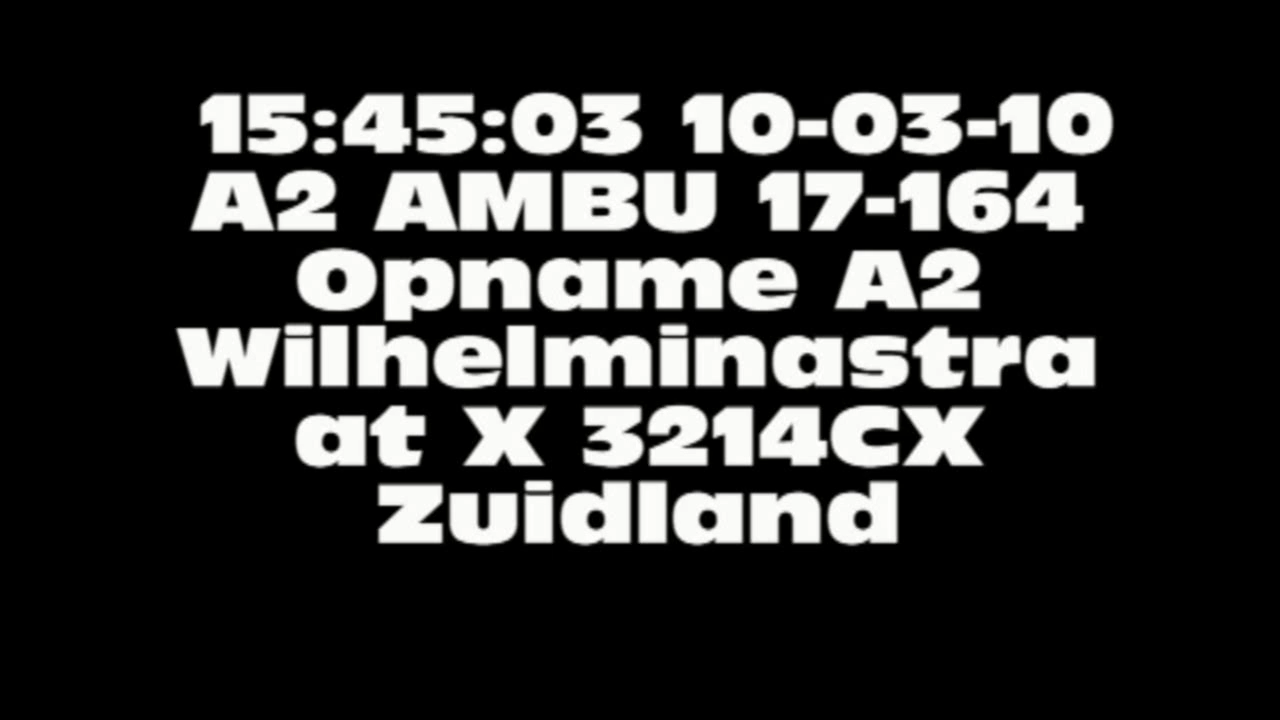 15:45:03 10-03-10
A2 AMBU 17-164
Opname A2
Wilhelminastra
at X 3214CX
Zuidland